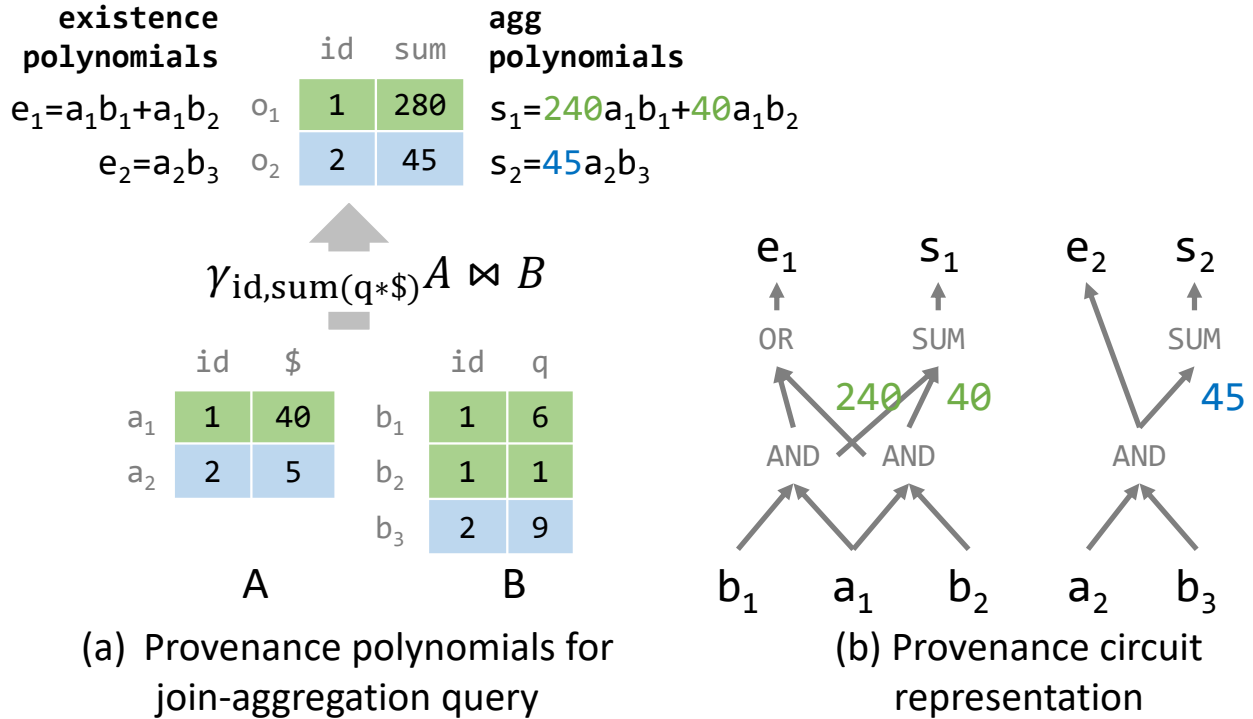 existence
polynomials
agg
polynomials
id sum
e₁=a₁b₁+a₁b₂ o₁ 1 280 s₁=240a₁b₁+40a₁b₂
e₂=a₂b₃ o₂ 2 45 s₂=45a₂b₃
γid,sum(q*$)A ⋈ B
id $
a₁ 1 40
a₂ 2 5
A
id q
b₁ 1 6
b₂ 1 1
b₃ 2 9
B
(a) Provenance polynomials for
join-aggregation query
e₁ s₁ e₂ s₂
OR SUM SUM
240 40 45
AND AND AND
b₁ a₁ b₂ a₂ b₃
(b) Provenance circuit
representation